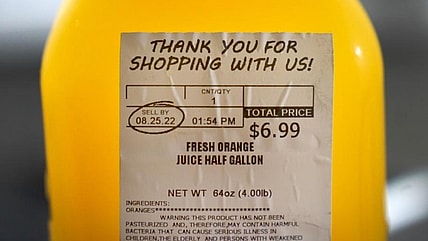 THANK YOU FOR
SHOPPING WITH US!
CNT/QTY
1
SELL BY
08.25.22 01:54 PM
TOTAL PRICE
$6.99
FRESH ORANGE
JUICE HALF GALLON
NET WT 64oz (4.00lb)
INGREDIENTS:
ORANGES************************
WARNING THIS PRODUCT HAS NOT BEEN
PASTEURIZED AND, THEREFORE,MAY CONTAIN HARMFUL
BACTERIA THAT CAN CAUSE SERIOUS ILLNESS IN
CHILDREN,THE ELDERLY, AND PERSONS WITH WEAKENED